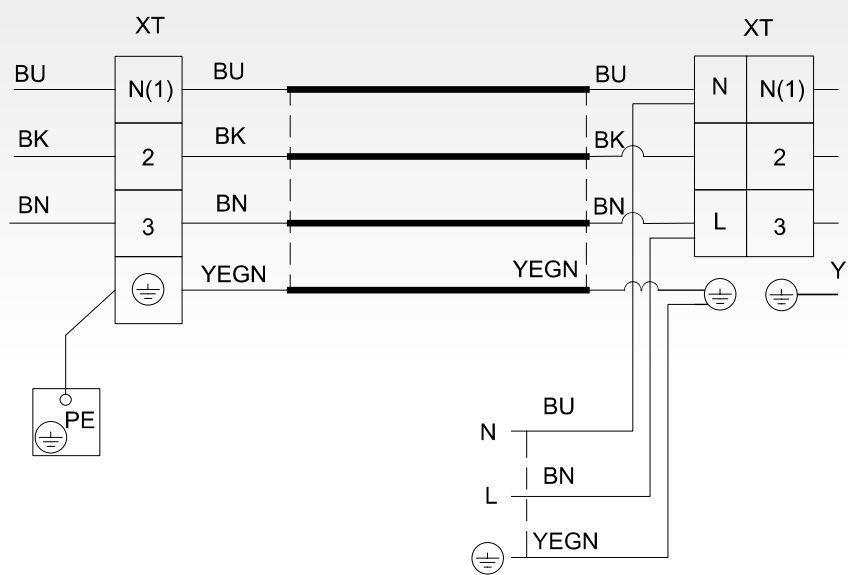 XT XT
BU BU BU N N(1)
N(1)
BK BK BK
2 2
BN BN BN L
3 3
YEGN YEGN Y
PE
BU
N
BN
L
YEGN